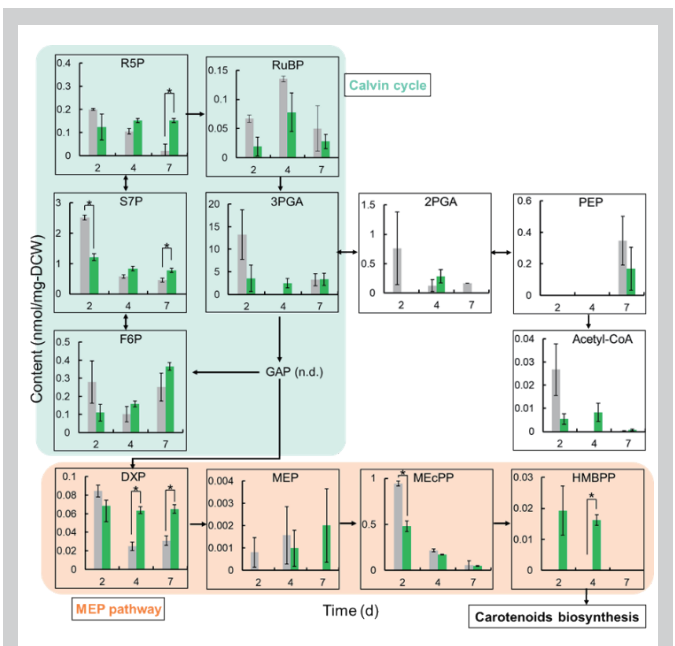 R5P
0.4
0.3
0.2
0.1
0
*
2 4 7
RuBP
0.15
0.1
0.05
0
2 4 7
Calvin cycle
S7P
3
2
1
0
*
*
2 4 7
3PGA
20
15
10
5
0
2 4 7
2PGA
1.5
1
0.5
0
2 4 7
PEP
0.6
0.4
0.2
0
2 4 7
Content (nmol/mg-DCW)
F6P
0.5
0.4
0.3
0.2
0.1
0
2 4 7
GAP (n.d.)
Acetyl-CoA
0.04
0.03
0.02
0.01
0
2 4 7
DXP
0.1
0.08
0.06
0.04
0.02
0
*
*
2 4 7
MEP
0.004
0.003
0.002
0.001
0
2 4 7
MEcPP
1
0.5
0
*
2 4 7
HMBPP
0.04
0.03
0.02
0.01
0
*
2 4 7
MEP pathway
Time (d)
Carotenoids biosynthesis